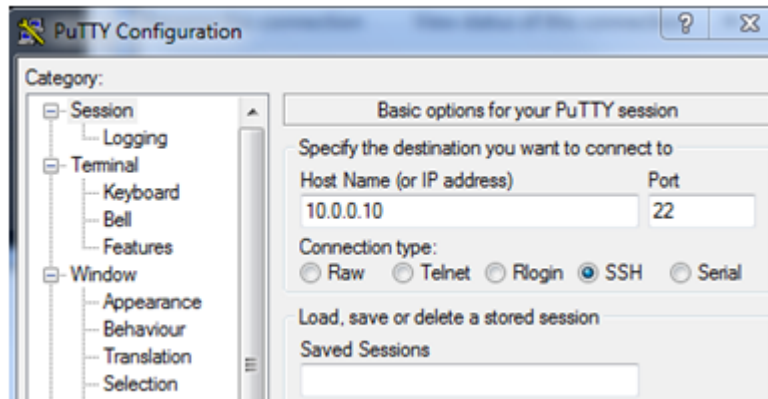 PuTTY Configuration
Category:
Session
Logging
Terminal
Keyboard
Bell
Features
Window
Appearance
Behaviour
Translation
Selection
Basic options for your PuTTY session
Specify the destination you want to connect to
Host Name (or IP address) Port
10.0.0.10 22
Connection type:
Raw Telnet Rlogin SSH Serial
Load, save or delete a stored session
Saved Sessions